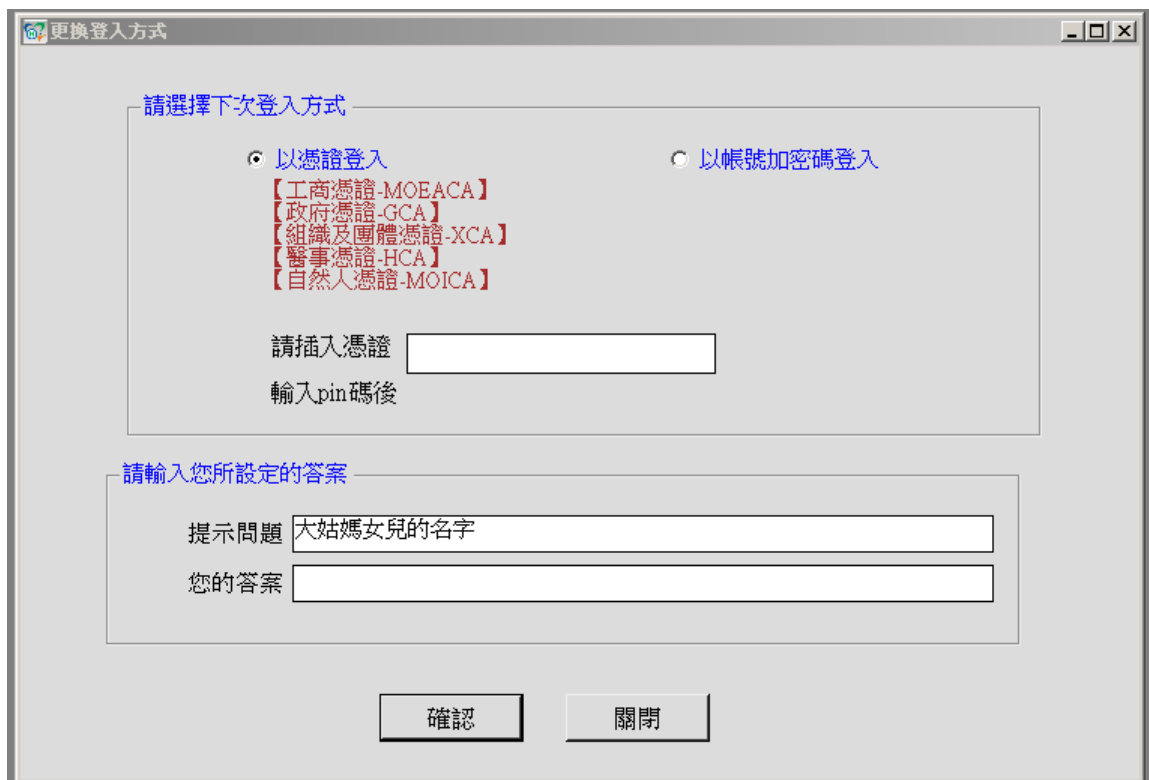 更換登入方式
請選擇下次登入方式
以憑證登入
以帳號加密碼登入
【工商憑證-MOEACA】
【政府憑證-GCA】
【組織及團體憑證-XCA】
【醫事憑證-HCA】
【自然人憑證-MOICA】
請插入憑證
輸入pin碼後
請輸入您所設定的答案
提示問題 大姑媽女兒的名字
您的答案
確認 關閉